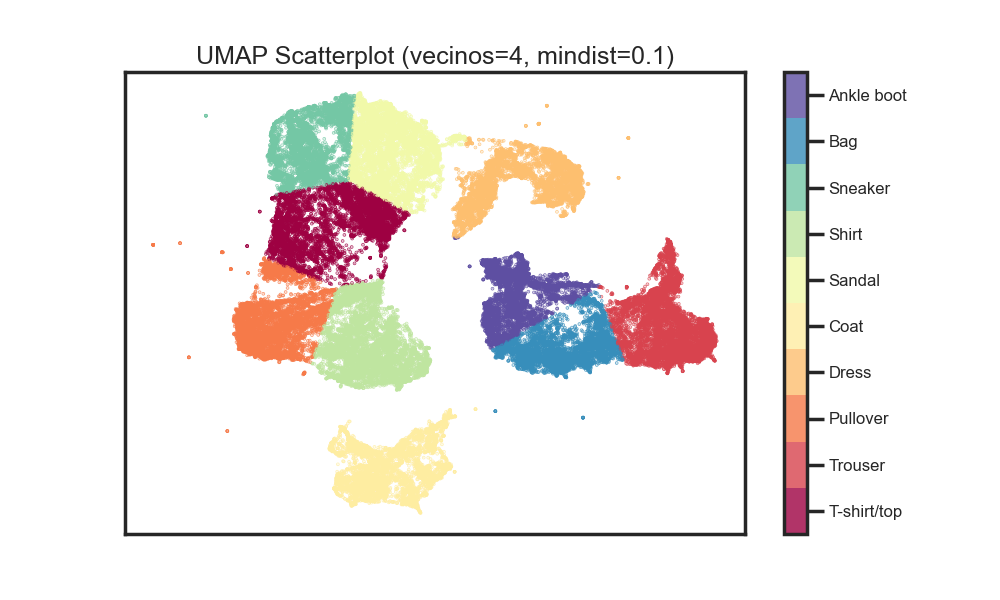 UMAP Scatterplot (vecinos=4, mindist=0.1)
Ankle boot
Bag
Sneaker
Shirt
Sandal
Coat
Dress
Pullover
Trouser
T-shirt/top